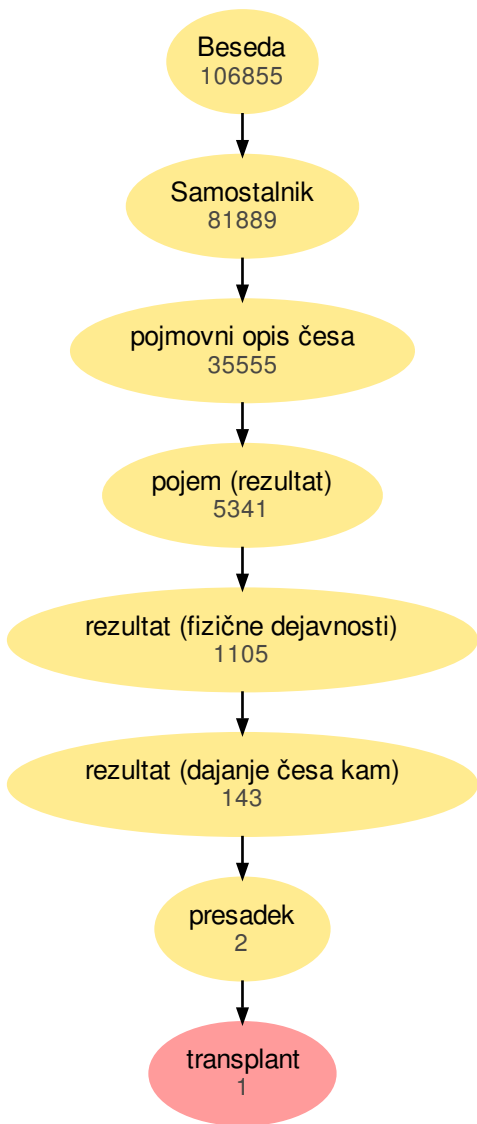 Beseda
106855
Samostalnik
81889
pojmovni opis česa
35555
pojem (rezultat)
5341
rezultat (fizične dejavnosti)
1105
rezultat (dajanje česa kam)
143
presadek
2
transplant
1